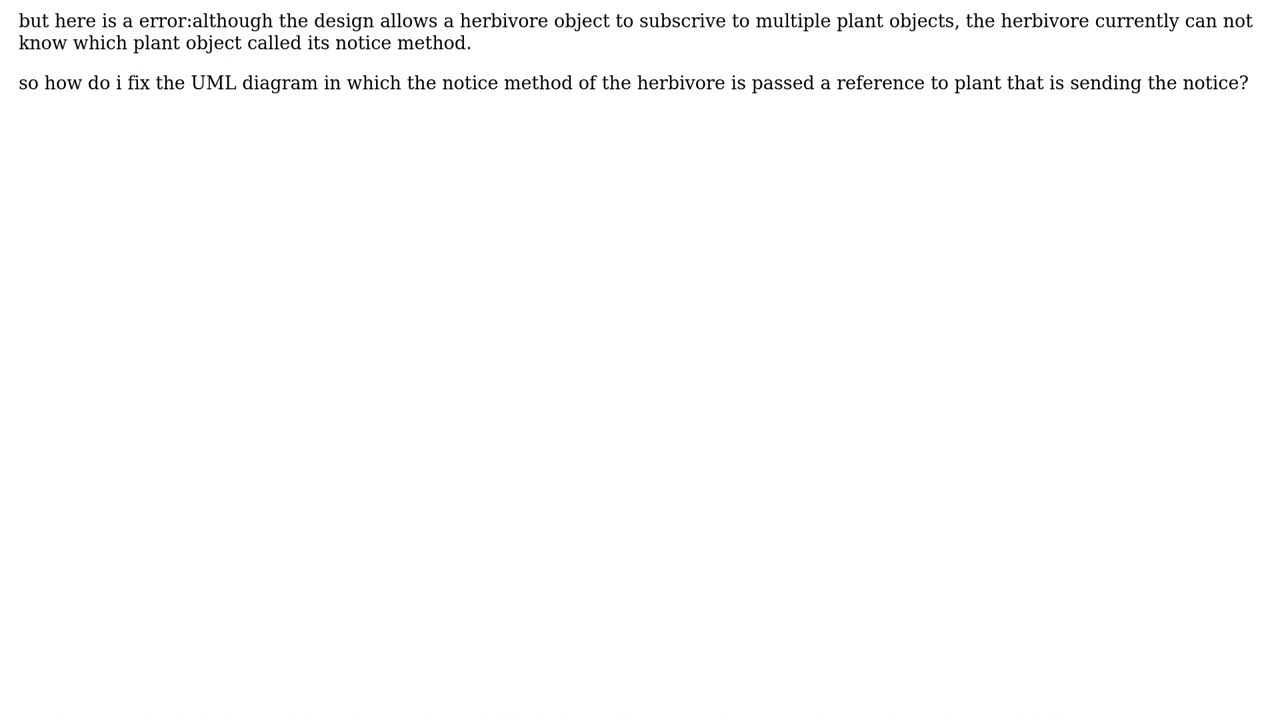 but here is a error:although the design allows a herbivore object to subscrive to multiple plant objects, the herbivore currently can not
know which plant object called its notice method.
so how do i fix the UML diagram in which the notice method of the herbivore is passed a reference to plant that is sending the notice?